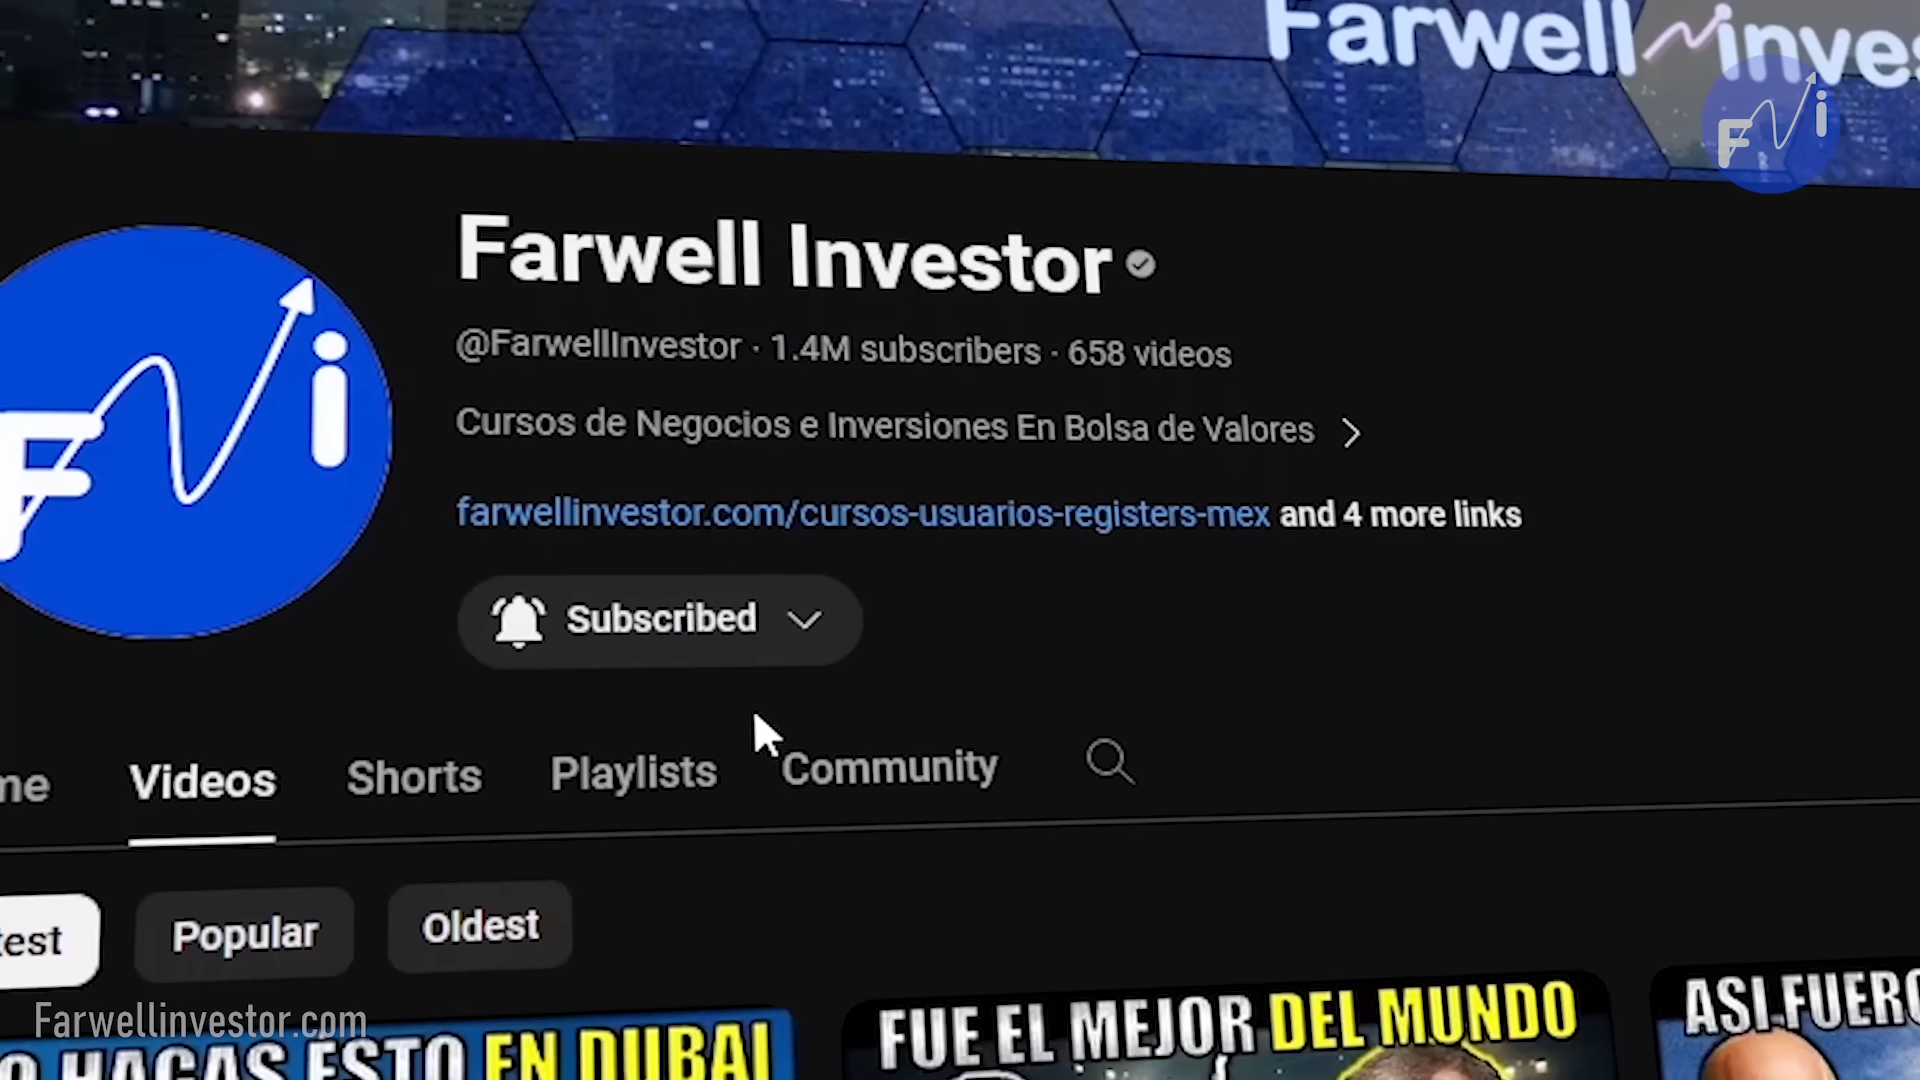 Farwell inves
F i
Farwell Investor
@FarwellInvestor · 1.4M subscribers · 658 videos
Cursos de Negocios e Inversiones En Bolsa de Valores
farwellinvestor.com/cursos-usuarios-registers-mex and 4 more links
F i
Subscribed
me Videos Shorts Playlists Community
test Popular Oldest
Farwellinvestor.com
O HAGAS ESTO EN DUBAI
FUE EL MEJOR DEL MUNDO
ASI FUERO